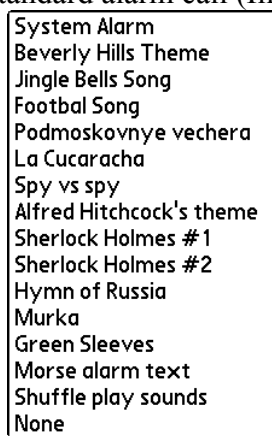 System Alarm
Beverly Hills Theme
Jingle Bells Song
Footbal Song
Podmoskovnye vechera
La Cucaracha
Spy vs spy
Alfred Hitchcock's theme
Sherlock Holmes #1
Sherlock Holmes #2
Hymn of Russia
Murka
Green Sleeves
Morse alarm text
Shuffle play sounds
None